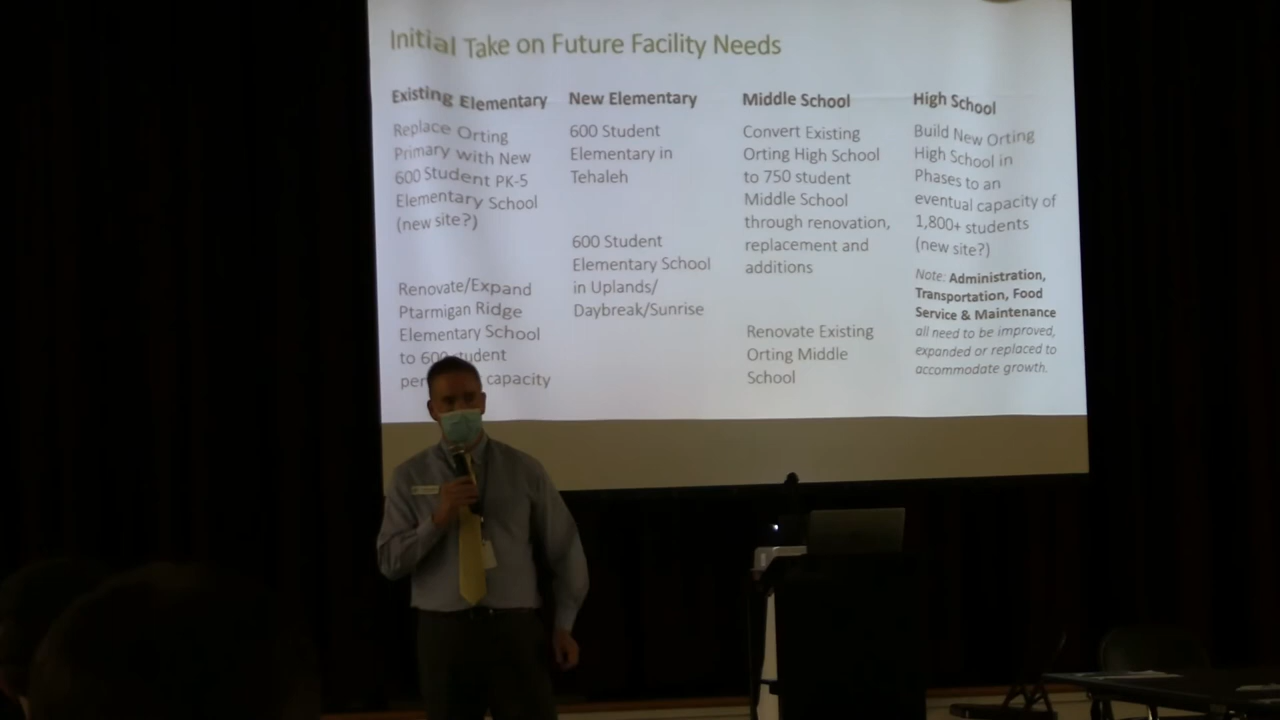 Initial Take on Future Facility Needs
Existing Elementary
Replace Orting
Primary with New
600 Student PK-5
Elementary School
(new site?)
Renovate/Expand
Ptarmigan Ridge
Elementary School
to 600 student
capacity
New Elementary
600 Student
Elementary in
Tehaleh
600 Student
Elementary School
in Uplands/
Daybreak/Sunrise
Middle School
Convert Existing
Orting High School
to 750 student
Middle School
through renovation,
replacement and
additions
Renovate Existing
Orting Middle
School
High School
Build New Orting
High School in
Phases to an
eventual capacity of
1,800+ students
(new site?)
Note: Administration,
Transportation, Food
Service & Maintenance
all need to be improved,
expanded or replaced to
accommodate growth.